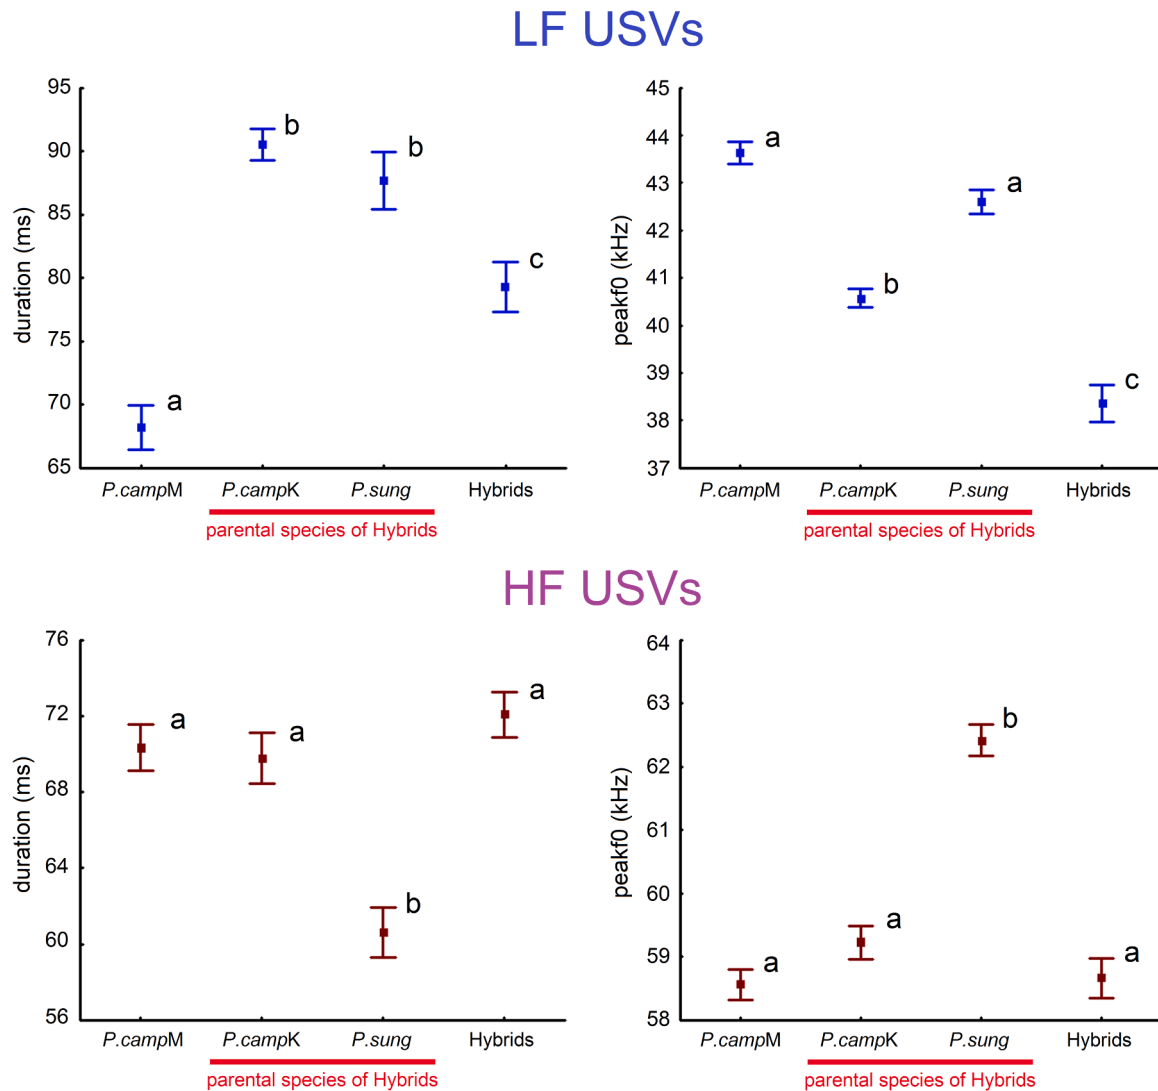 LF USVs
95
90
85
80
75
70
65
duration (ms)
a
b
b
c
P.campM
P.campK
P.sung
Hybrids
parental species of Hybrids
45
44
43
42
41
40
39
38
37
peakf0 (kHz)
a
b
a
c
P.campM
P.campK
P.sung
Hybrids
parental species of Hybrids
HF USVs
76
72
68
64
60
56
duration (ms)
a
a
b
a
P.campM
P.campK
P.sung
Hybrids
parental species of Hybrids
64
63
62
61
60
59
58
peakf0 (kHz)
a
a
b
a
P.campM
P.campK
P.sung
Hybrids
parental species of Hybrids